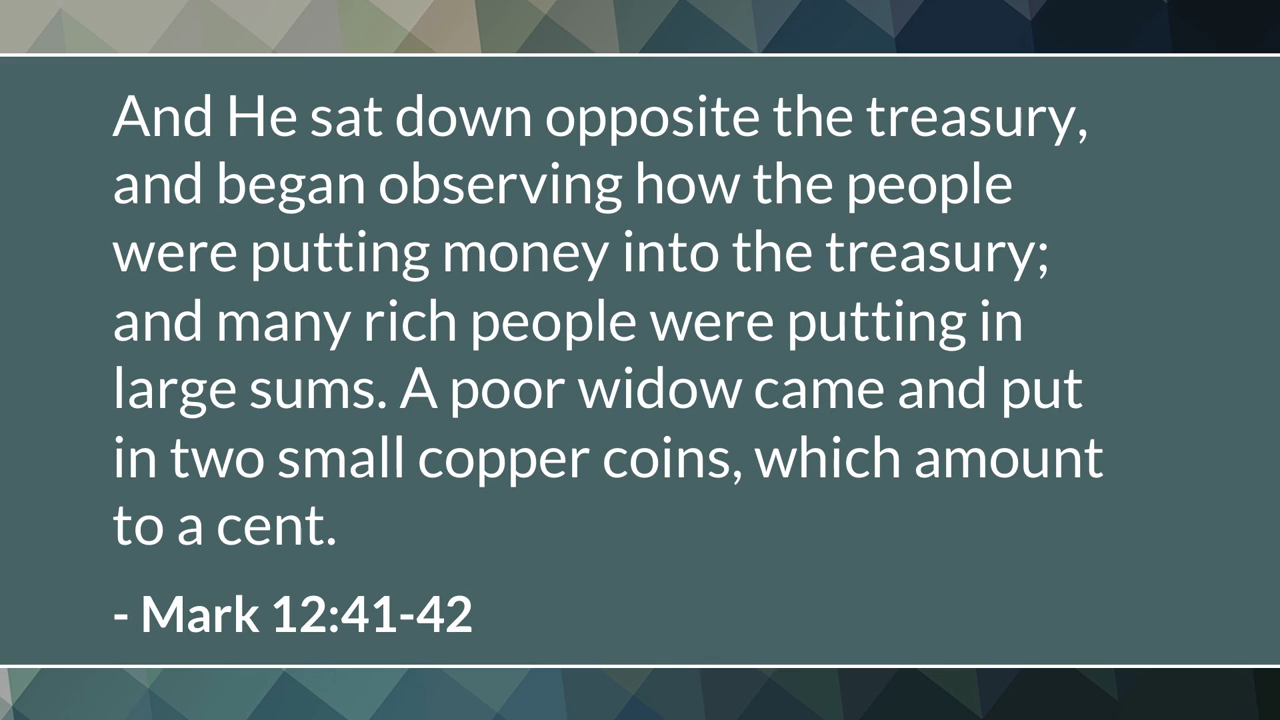 And He sat down opposite the treasury,
and began observing how the people
were putting money into the treasury;
and many rich people were putting in
large sums. A poor widow came and put
in two small copper coins, which amount
to a cent.
- Mark 12:41-42